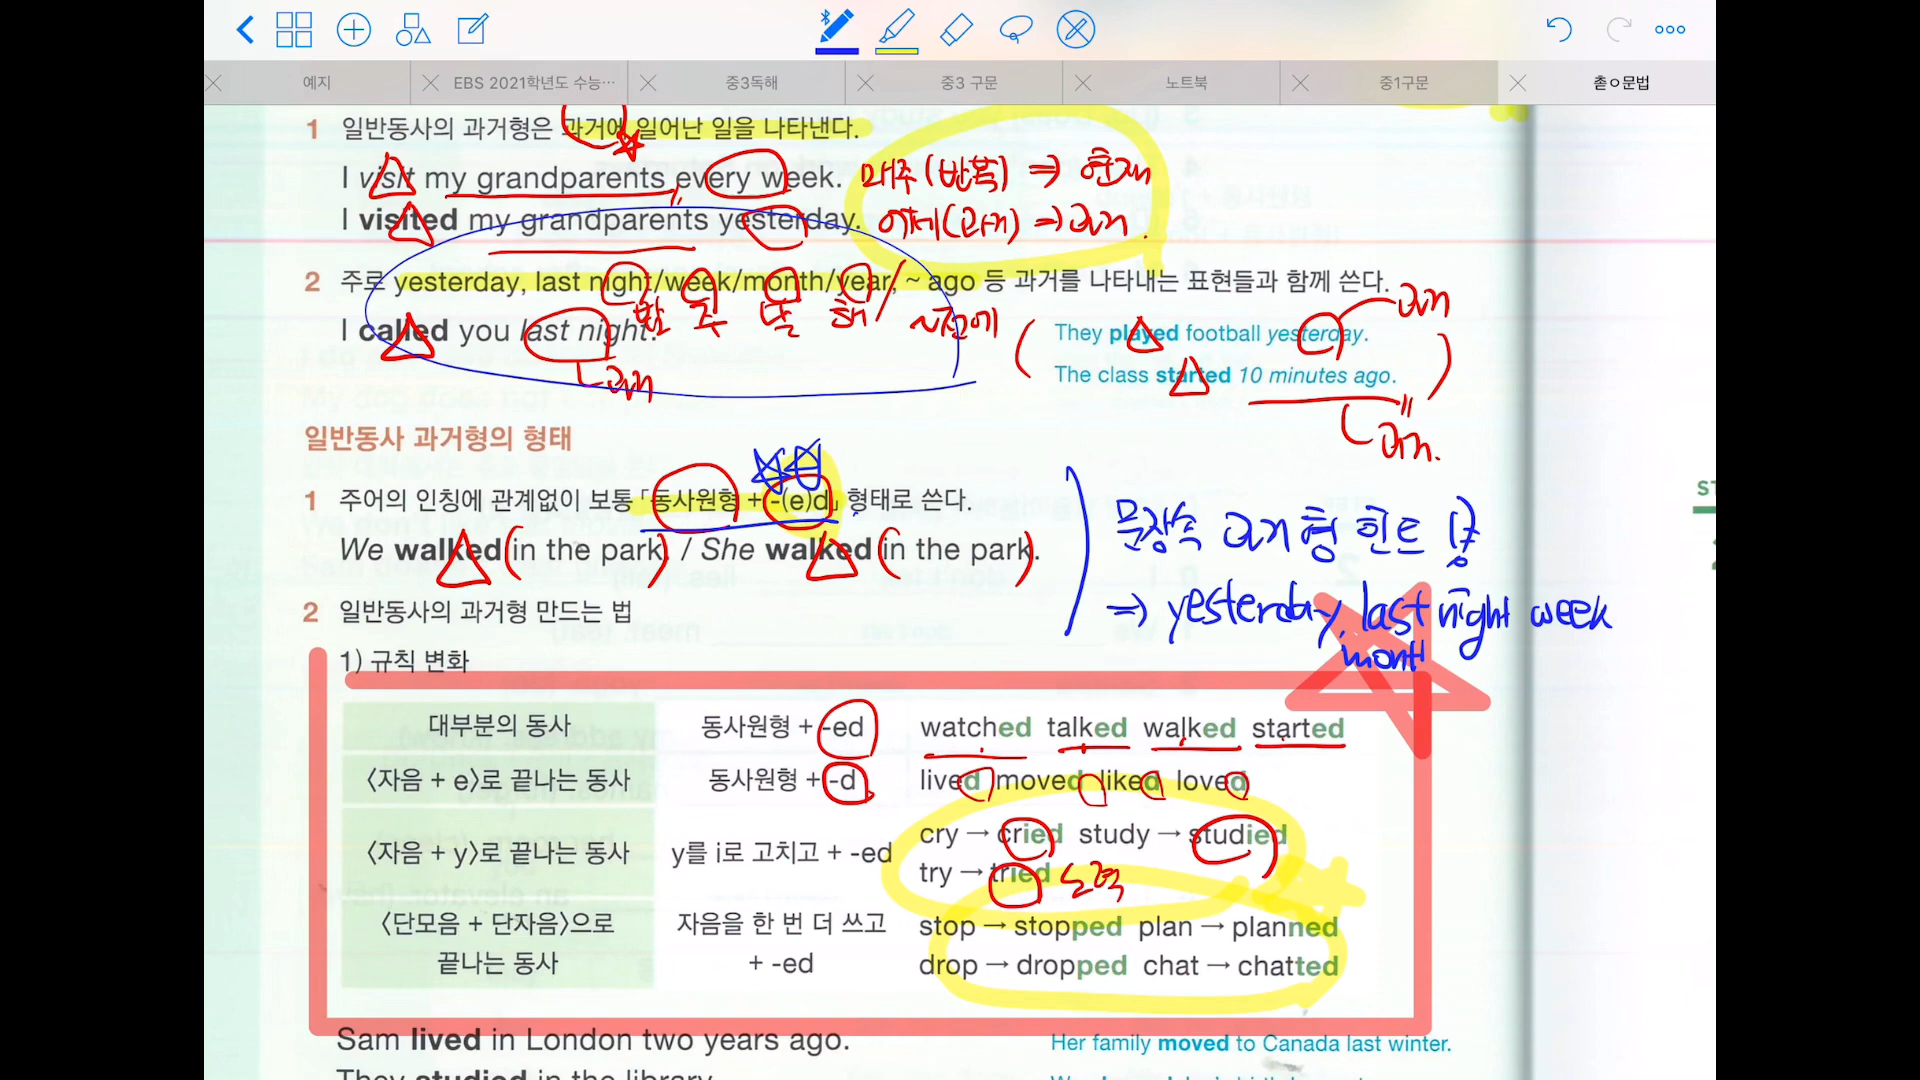 예지 EBS 2021학년도 수능··· 중3독해 중3 구문 노트북 중1구문 촏ㅇ문법
1 일반동사의 과거형은 과거에 일어난 일을 나타낸다.
I visit my grandparents every week. 매주(반복) ⇒ 현재
I visited my grandparents yesterday. 어제(과거) ⇒ 과거.
2 주로 yesterday, last night/week/month/year, ~ ago 등 과거를 나타내는 표현들과 함께 쓴다.
밤 주 달 해 / ~전에
I called you last night.
과거
They played football yesterday.
과거
The class started 10 minutes ago.
과거.
일반동사 과거형의 형태
1 주어의 인칭에 관계없이 보통 「동사원형 + -(e)d」 형태로 쓴다.
We walked in the park. / She walked in the park.
문장속 과거형 힌트
⇒ yesterday, last night week
month
2 일반동사의 과거형 만드는 법
1) 규칙 변화
대부분의 동사 동사원형 + -ed watched talked walked started
〈자음 + e〉로 끝나는 동사 동사원형 + -d lived moved liked loved
〈자음 + y〉로 끝나는 동사 y를 i로 고치고 + -ed cry → cried study → studied
try → tried 노력
〈단모음 + 단자음〉으로 자음을 한 번 더 쓰고 stop → stopped plan → planned
끝나는 동사 + -ed drop → dropped chat → chatted
Sam lived in London two years ago.
Her family moved to Canada last winter.
They studied in the library.